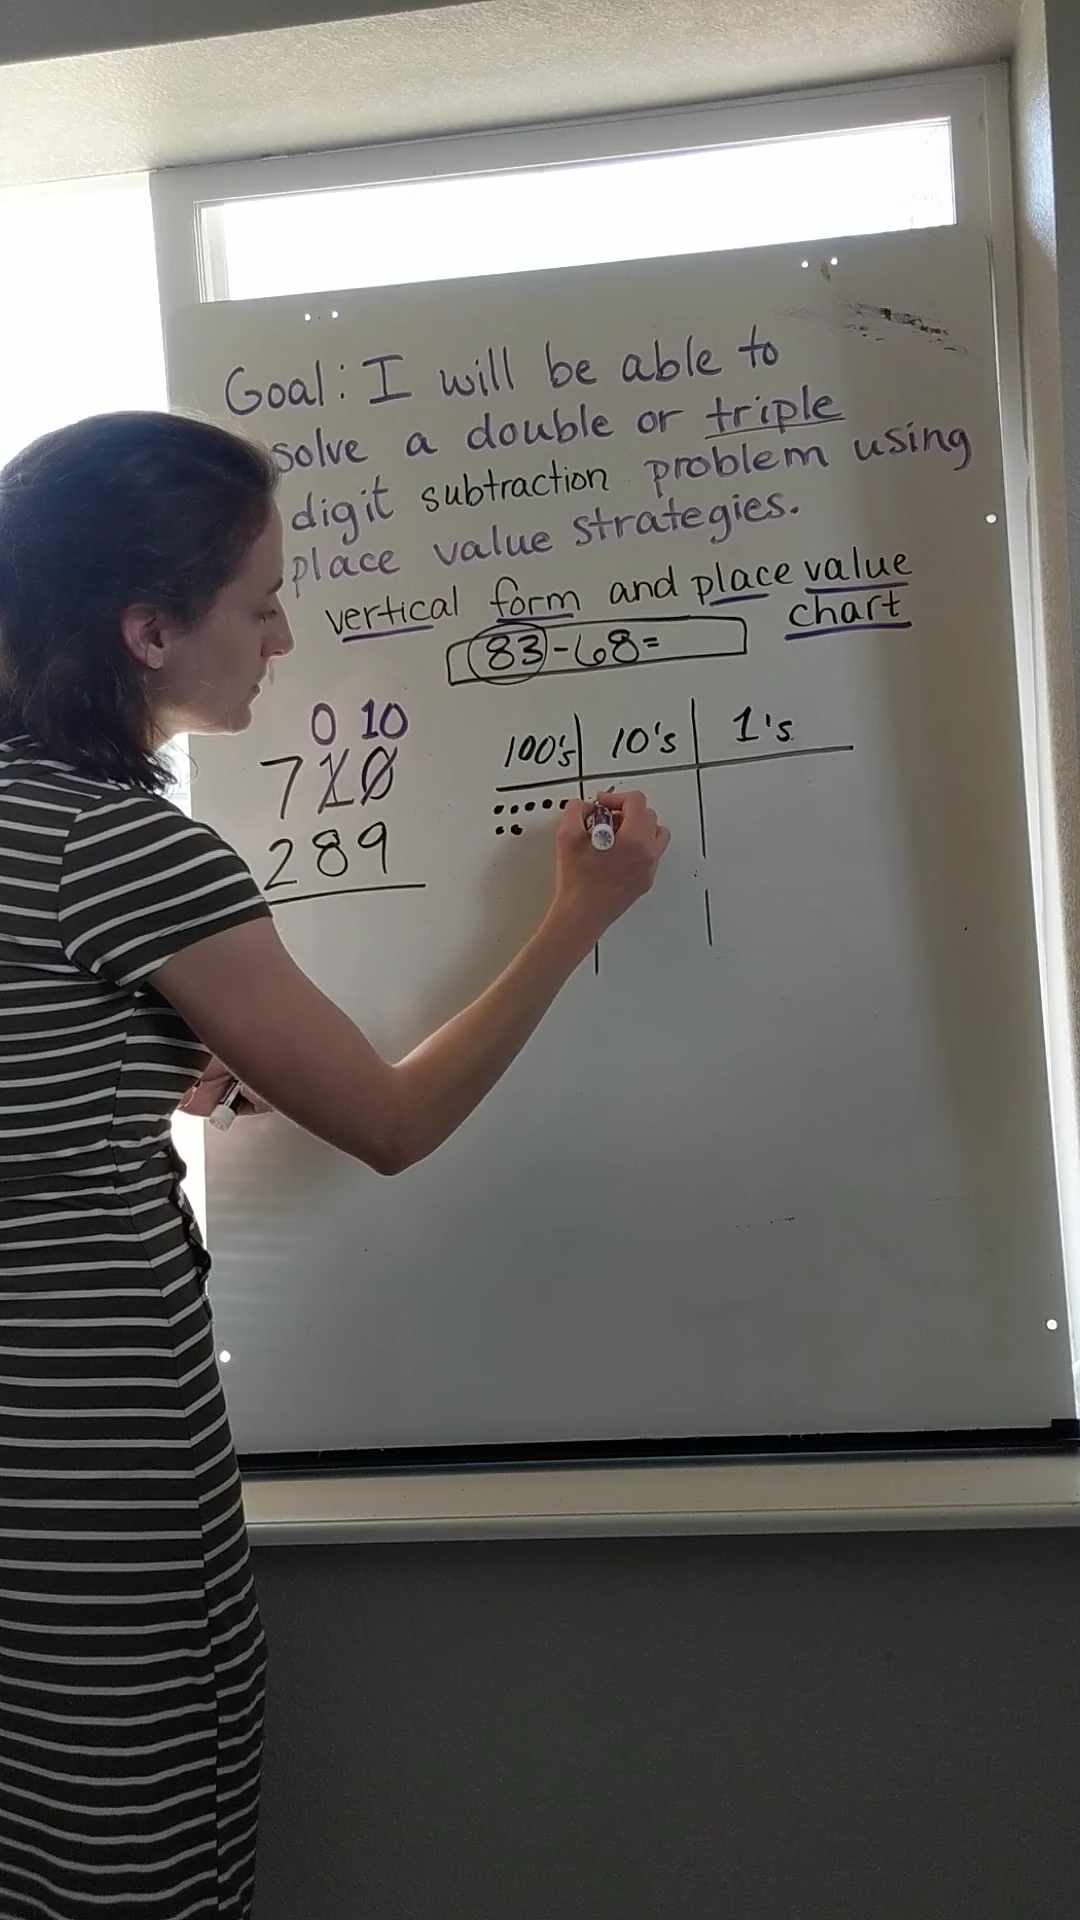 Goal: I will be able to
solve a double or triple
digit subtraction problem using
place value strategies.
vertical form and place value
chart
83-68=
0 10
710
289
100's 10's 1's